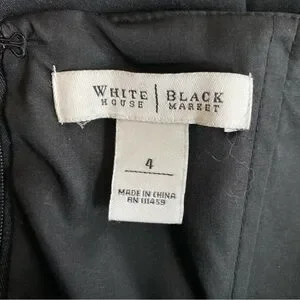 WHITE | BLACK
HOUSE | MARKET
4
MADE IN CHINA
RN 111459